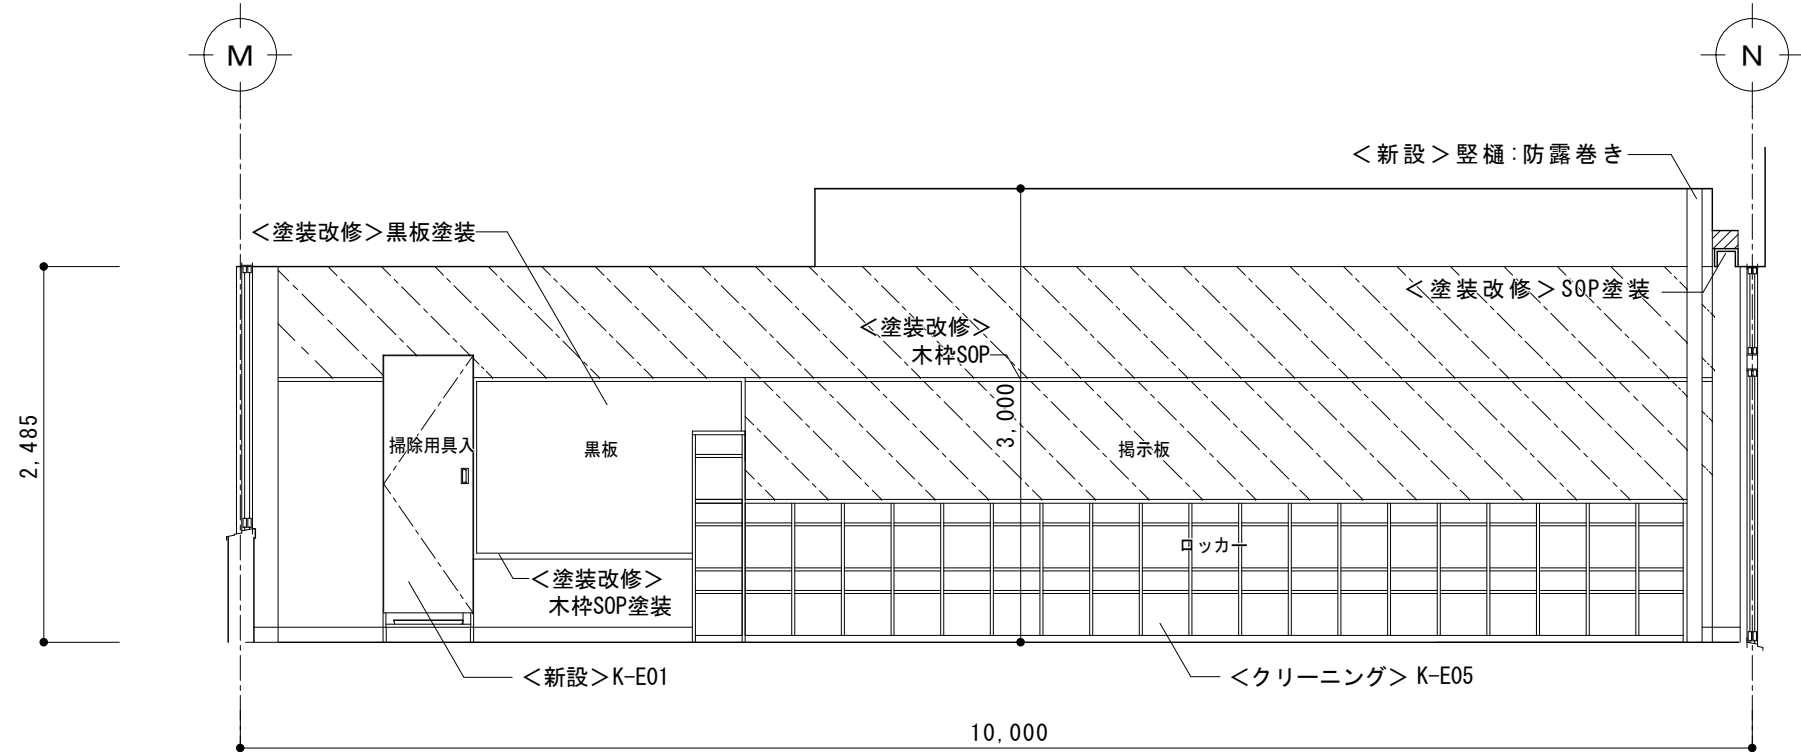 M
N
＜新設＞竪樋:防露巻き
＜塗装改修＞黒板塗装
＜塗装改修＞SOP塗装
＜塗装改修＞
木枠SOP
2,485
3,000
掃除用具入
黒板
掲示板
ロッカー
＜塗装改修＞
木枠SOP塗装
＜新設＞K-E01
＜クリーニング＞ K-E05
10,000